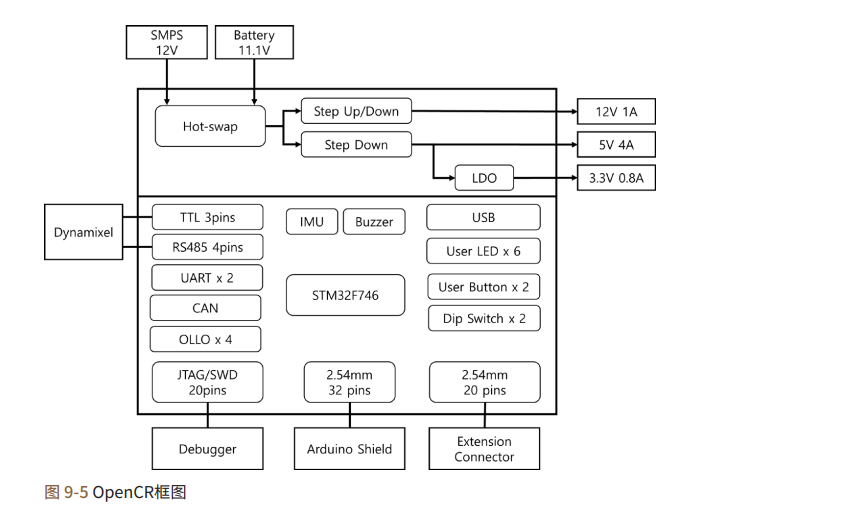 SMPS
12V
Battery
11.1V
Hot-swap
Step Up/Down
Step Down
LDO
12V 1A
5V 4A
3.3V 0.8A
Dynamixel
TTL 3pins
RS485 4pins
UART x 2
CAN
OLLO x 4
JTAG/SWD
20pins
IMU
Buzzer
STM32F746
2.54mm
32 pins
USB
User LED x 6
User Button x 2
Dip Switch x 2
2.54mm
20 pins
Debugger
Arduino Shield
Extension
Connector
图 9-5 OpenCR框图